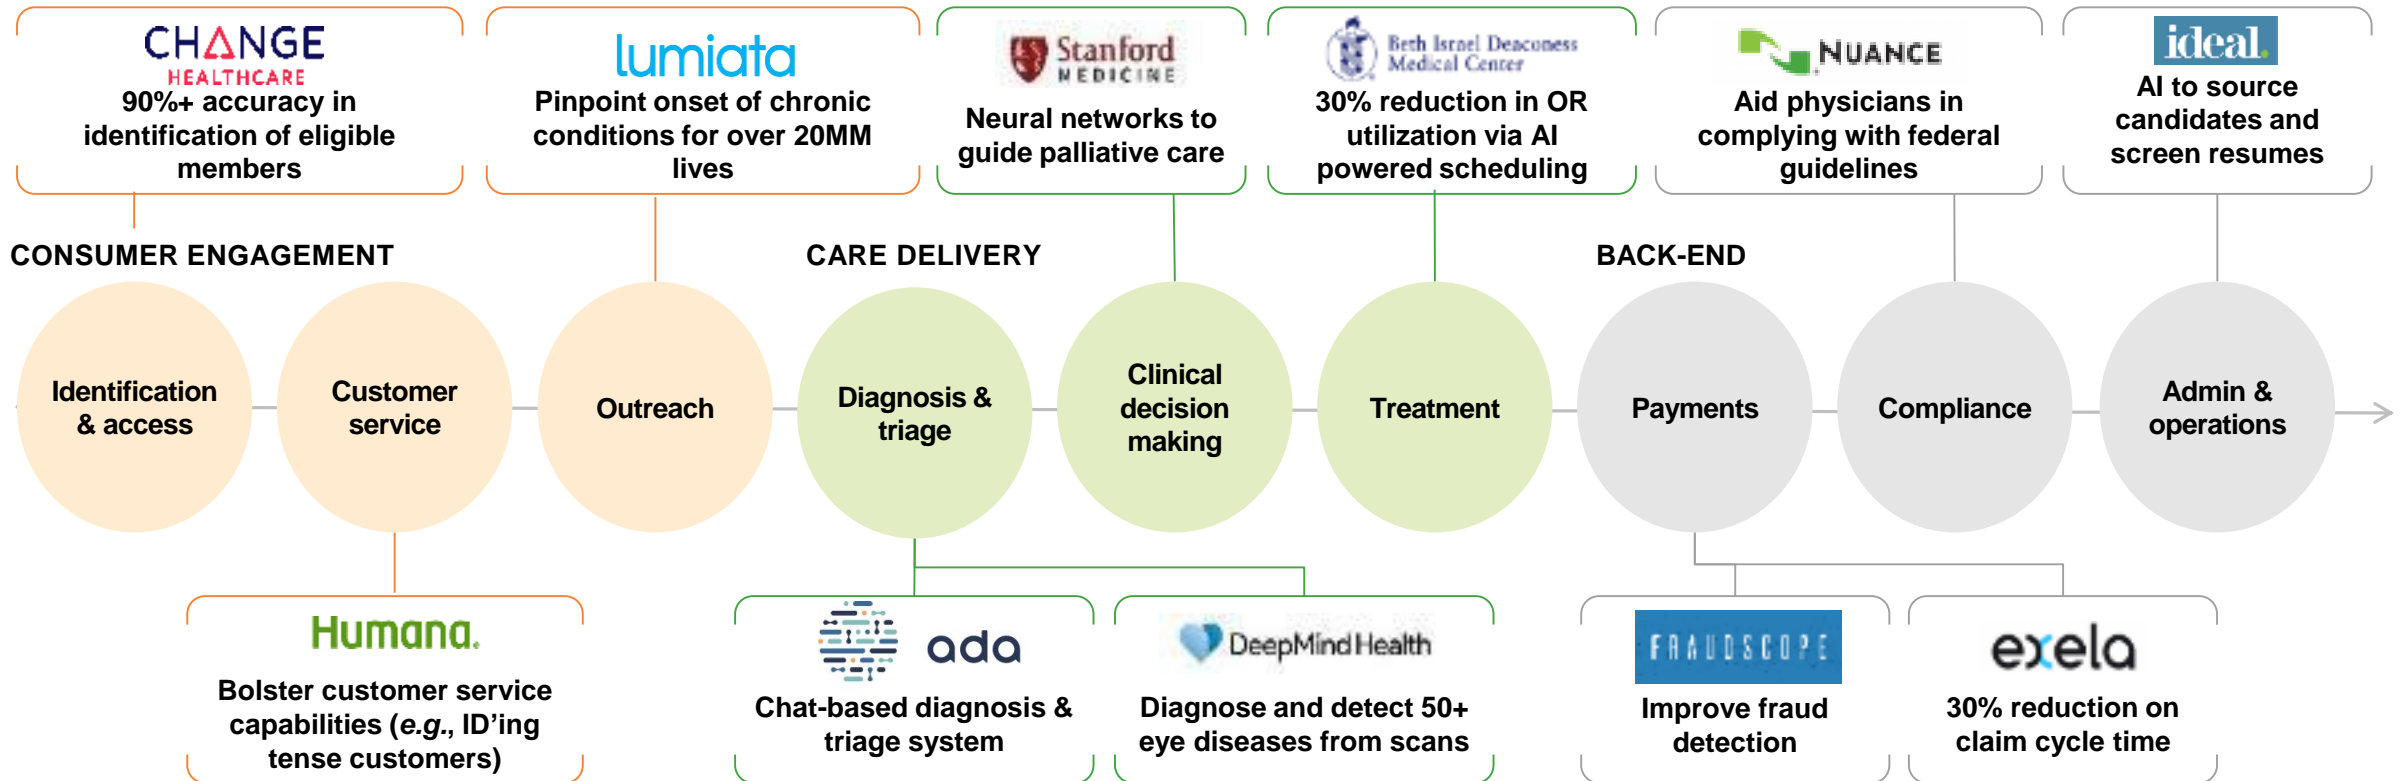 CHANGE
HEALTHCARE
90%+ accuracy in
identification of eligible
members
lumiata
Pinpoint onset of chronic
conditions for over 20MM
lives
Stanford
MEDICINE
Neural networks to
guide palliative care
Beth Israel Deaconess
Medical Center
30% reduction in OR
utilization via AI
powered scheduling
NUANCE
Aid physicians in
complying with federal
guidelines
ideal.
AI to source
candidates and
screen resumes
CONSUMER ENGAGEMENT
CARE DELIVERY
BACK-END
Identification
& access
Customer
service
Outreach
Diagnosis &
triage
Clinical
decision
making
Treatment
Payments
Compliance
Admin &
operations
Humana.
Bolster customer service
capabilities (e.g., ID’ing
tense customers)
ada
Chat-based diagnosis &
triage system
DeepMind Health
Diagnose and detect 50+
eye diseases from scans
FRAUDSCOPE
Improve fraud
detection
exela
30% reduction on
claim cycle time